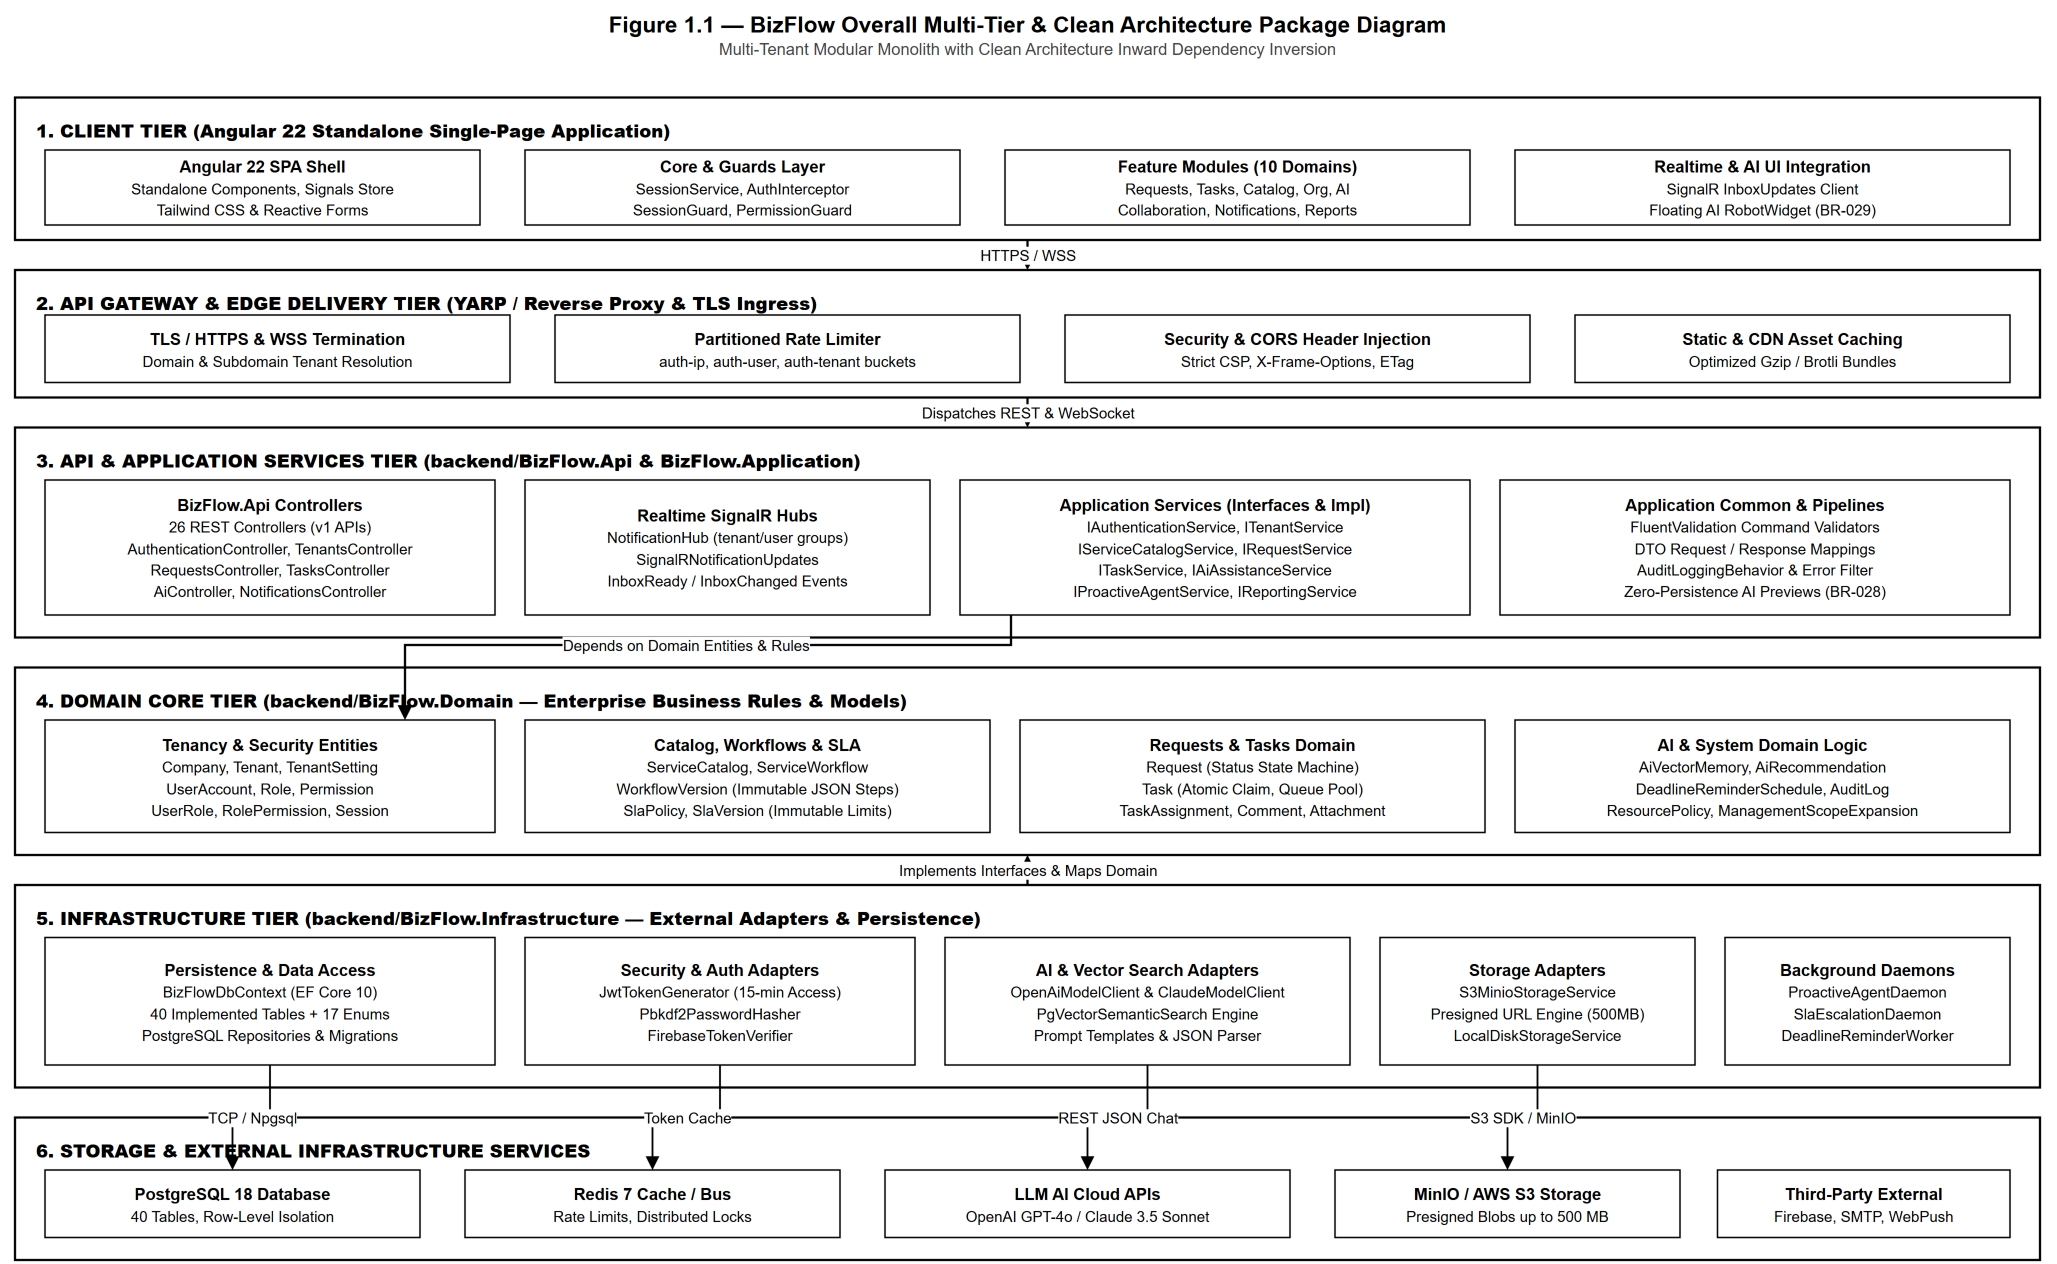 Figure 1.1 — BizFlow Overall Multi-Tier & Clean Architecture Package Diagram
Multi-Tenant Modular Monolith with Clean Architecture Inward Dependency Inversion
1. CLIENT TIER (Angular 22 Standalone Single-Page Application)
Angular 22 SPA Shell
Standalone Components, Signals Store
Tailwind CSS & Reactive Forms
Core & Guards Layer
SessionService, AuthInterceptor
SessionGuard, PermissionGuard
Feature Modules (10 Domains)
Requests, Tasks, Catalog, Org, AI
Collaboration, Notifications, Reports
Realtime & AI UI Integration
SignalR InboxUpdates Client
Floating AI RobotWidget (BR-029)
HTTPS / WSS
2. API GATEWAY & EDGE DELIVERY TIER (YARP / Reverse Proxy & TLS Ingress)
TLS / HTTPS & WSS Termination
Domain & Subdomain Tenant Resolution
Partitioned Rate Limiter
auth-ip, auth-user, auth-tenant buckets
Security & CORS Header Injection
Strict CSP, X-Frame-Options, ETag
Static & CDN Asset Caching
Optimized Gzip / Brotli Bundles
Dispatches REST & WebSocket
3. API & APPLICATION SERVICES TIER (backend/BizFlow.Api & BizFlow.Application)
BizFlow.Api Controllers
26 REST Controllers (v1 APIs)
AuthenticationController, TenantsController
RequestsController, TasksController
AiController, NotificationsController
Realtime SignalR Hubs
NotificationHub (tenant/user groups)
SignalRNotificationUpdates
InboxReady / InboxChanged Events
Application Services (Interfaces & Impl)
IAuthenticationService, ITenantService
IServiceCatalogService, IRequestService
ITaskService, IAiAssistanceService
IProactiveAgentService, IReportingService
Application Common & Pipelines
FluentValidation Command Validators
DTO Request / Response Mappings
AuditLoggingBehavior & Error Filter
Zero-Persistence AI Previews (BR-028)
Depends on Domain Entities & Rules
4. DOMAIN CORE TIER (backend/BizFlow.Domain — Enterprise Business Rules & Models)
Tenancy & Security Entities
Company, Tenant, TenantSetting
UserAccount, Role, Permission
UserRole, RolePermission, Session
Catalog, Workflows & SLA
ServiceCatalog, ServiceWorkflow
WorkflowVersion (Immutable JSON Steps)
SlaPolicy, SlaVersion (Immutable Limits)
Requests & Tasks Domain
Request (Status State Machine)
Task (Atomic Claim, Queue Pool)
TaskAssignment, Comment, Attachment
AI & System Domain Logic
AiVectorMemory, AiRecommendation
DeadlineReminderSchedule, AuditLog
ResourcePolicy, ManagementScopeExpansion
Implements Interfaces & Maps Domain
5. INFRASTRUCTURE TIER (backend/BizFlow.Infrastructure — External Adapters & Persistence)
Persistence & Data Access
BizFlowDbContext (EF Core 10)
40 Implemented Tables + 17 Enums
PostgreSQL Repositories & Migrations
Security & Auth Adapters
JwtTokenGenerator (15-min Access)
Pbkdf2PasswordHasher
FirebaseTokenVerifier
AI & Vector Search Adapters
OpenAiModelClient & ClaudeModelClient
PgVectorSemanticSearch Engine
Prompt Templates & JSON Parser
Storage Adapters
S3MinioStorageService
Presigned URL Engine (500MB)
LocalDiskStorageService
Background Daemons
ProactiveAgentDaemon
SlaEscalationDaemon
DeadlineReminderWorker
TCP / Npgsql
Token Cache
REST JSON Chat
S3 SDK / MinIO
6. STORAGE & EXTERNAL INFRASTRUCTURE SERVICES
PostgreSQL 18 Database
40 Tables, Row-Level Isolation
Redis 7 Cache / Bus
Rate Limits, Distributed Locks
LLM AI Cloud APIs
OpenAI GPT-4o / Claude 3.5 Sonnet
MinIO / AWS S3 Storage
Presigned Blobs up to 500 MB
Third-Party External
Firebase, SMTP, WebPush